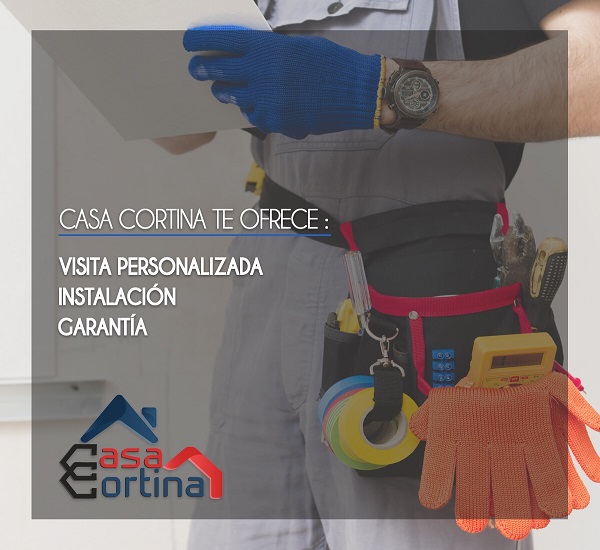 CASA CORTINA TE OFRECE :
VISITA PERSONALIZADA
INSTALACIÓN
GARANTÍA
Casa
Cortina